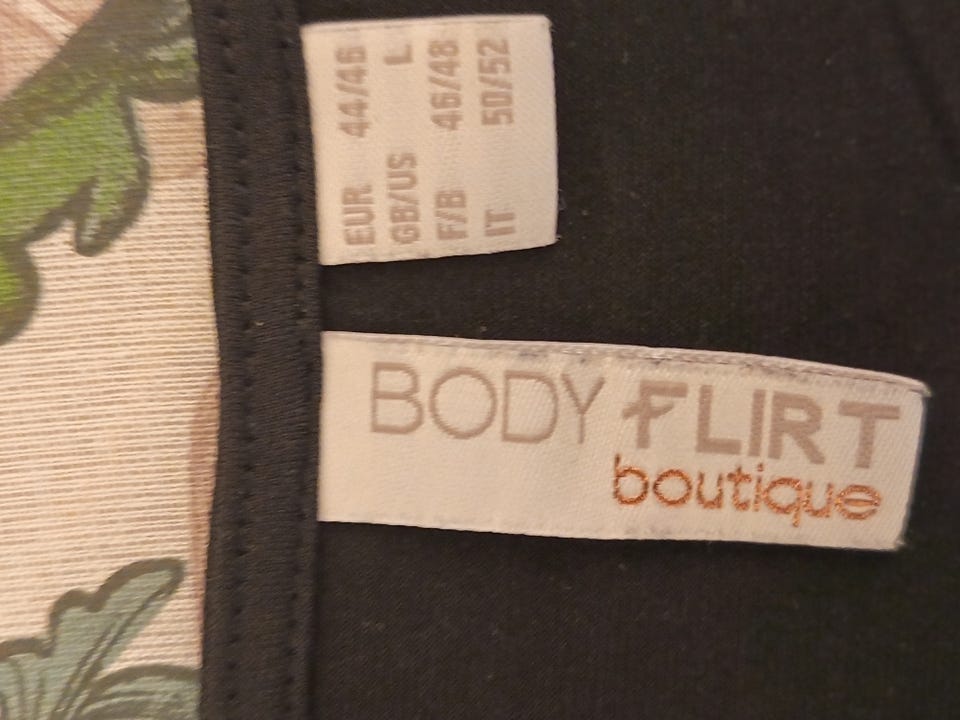 EUR 44/46
GB/US L
F/B 46/48
IT 50/52
BODY FLIRT
boutique